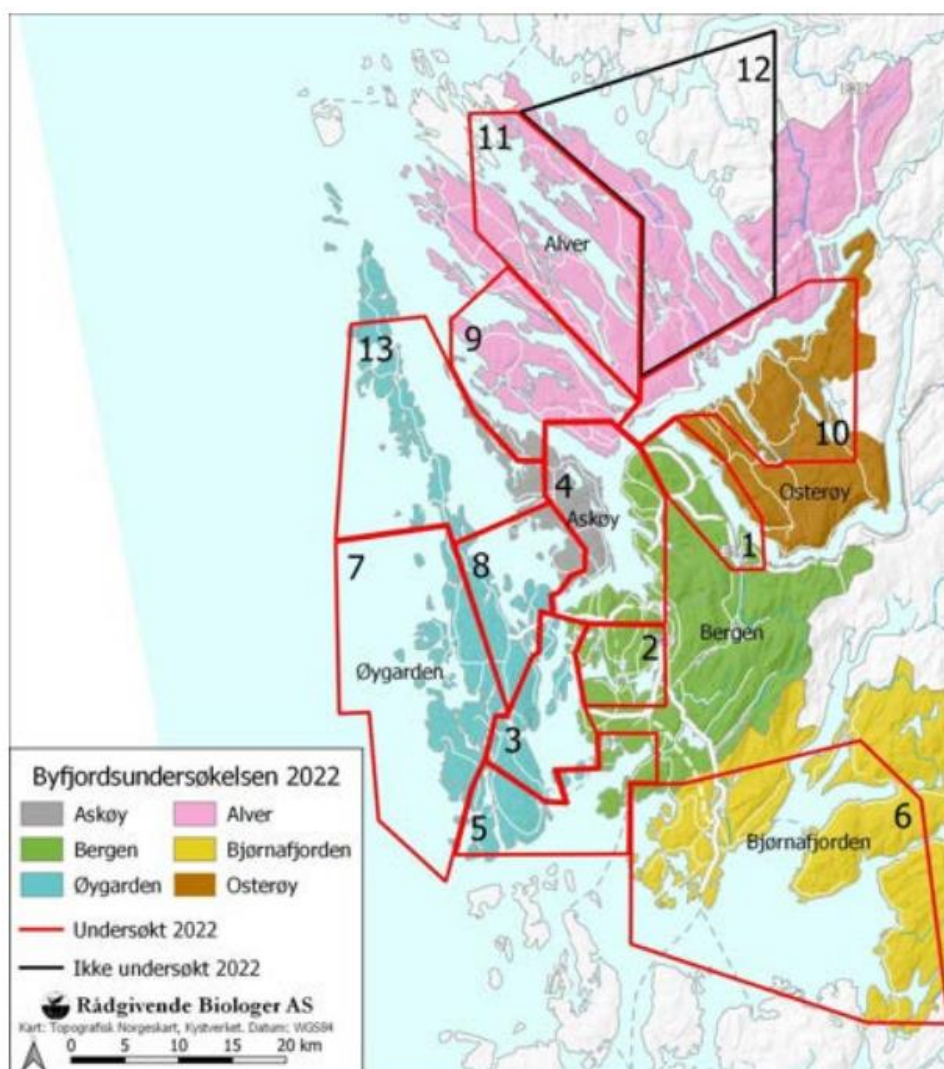 12
11
Alver
9
13
10
4
Osterøy
Askøy
1
7
8
2
Bergen
Øygarden
3
Byfjordsundersøkelsen 2022
Askøy
Alver
Bergen
Bjørnafjorden
Øygarden
Osterøy
5
6
Bjørnafjorden
Undersøkt 2022
Ikke undersøkt 2022
Rådgivende Biologer AS
Kart: Topografisk Norgeskart, Kystverket. Datum: WGS84
0 5 10 15 20 km